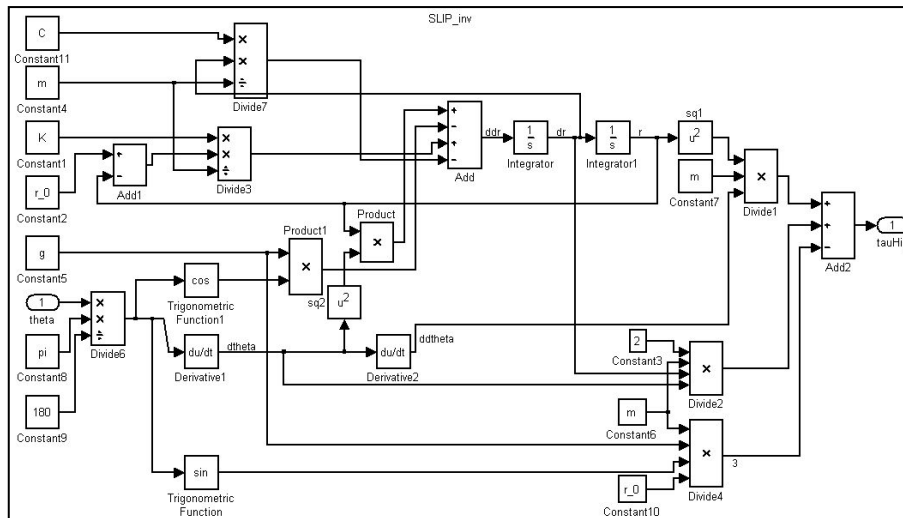 SLIP_inv
C
Constant11
×
×
÷
Divide7
m
Constant4
K
Constant1
×
×
÷
Divide3
r_0
Constant2
+
−
Add1
+
−
+
−
Add
ddr
1
s
Integrator
dr
1
s
Integrator1
r
sq1
u2
m
Constant7
×
Divide1
+
+
−
Add2
1
tauHi
Product
×
Product1
×
g
Constant5
cos
Trigonometric
Function1
sq2
u2
1
theta
pi
Constant8
180
Constant9
×
×
÷
Divide6
du/dt
Derivative1
dtheta
du/dt
Derivative2
ddtheta
2
Constant3
×
Divide2
m
Constant6
×
Divide4
3
sin
Trigonometric
Function
r_0
Constant10